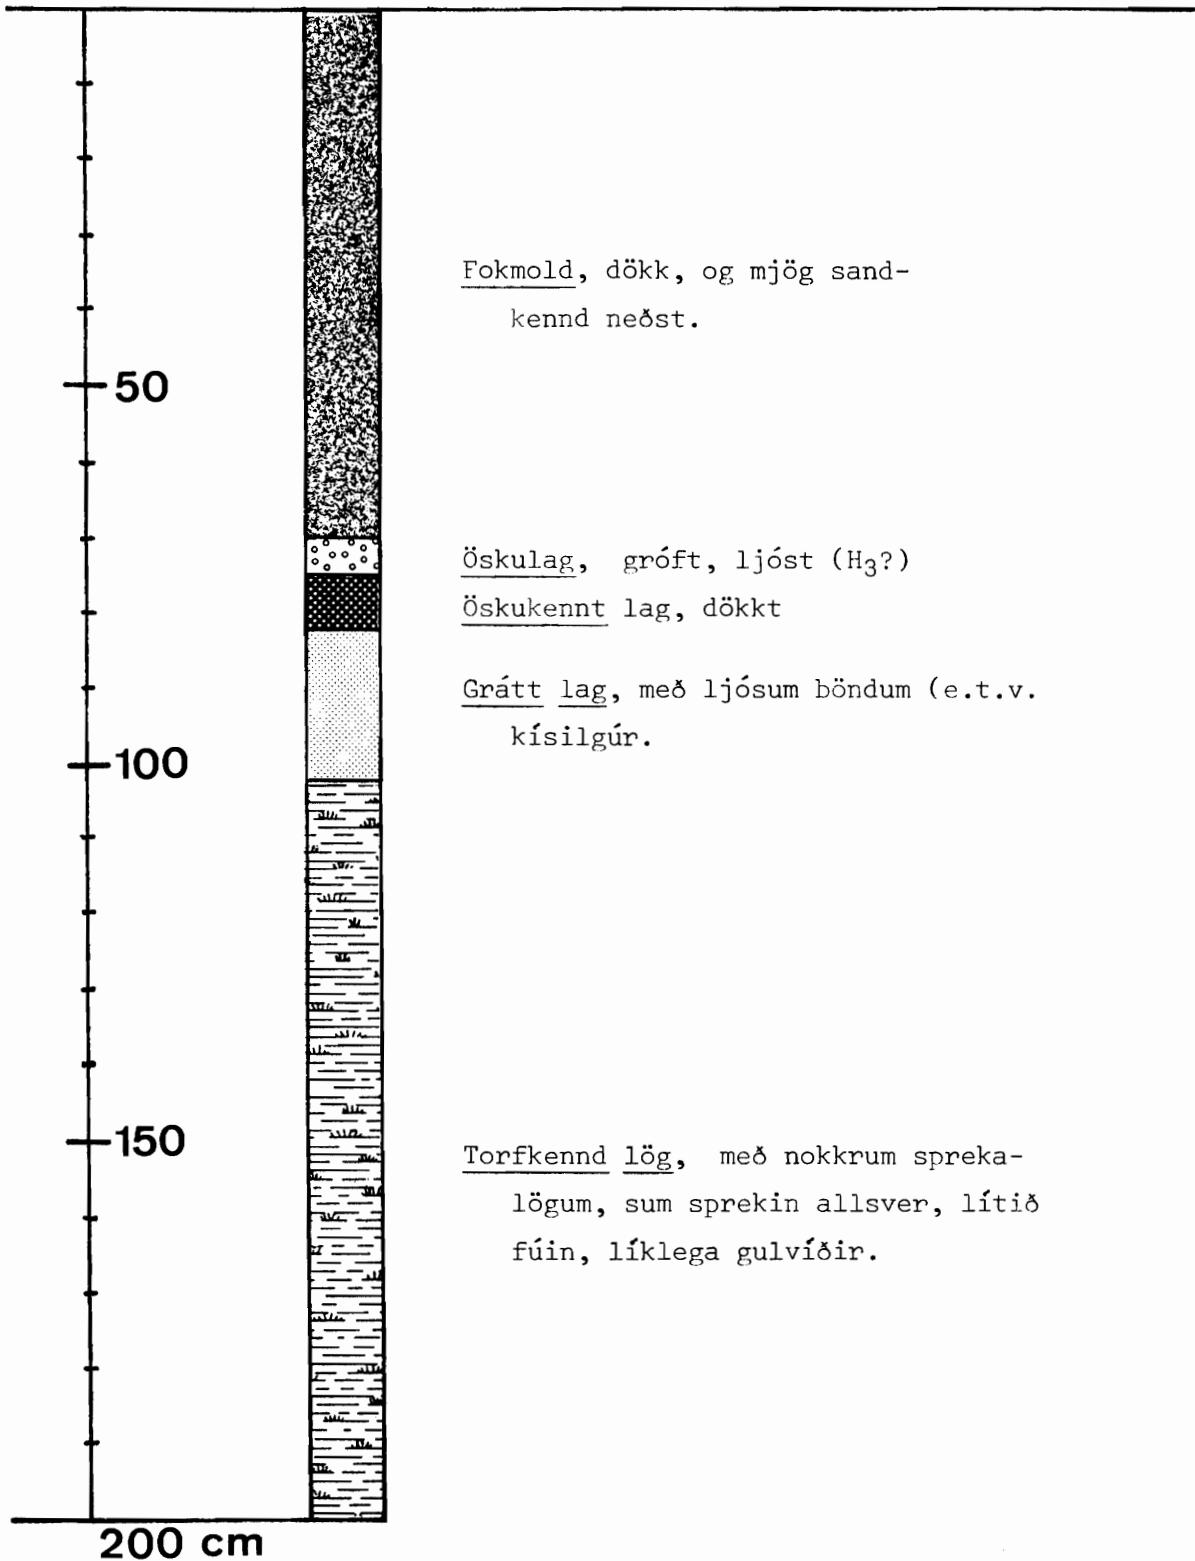 Fokmold, dökk, og mjög sand-
kennd neðst.
50
Öskulag, gróft, ljóst (H₃?)
Öskukennt lag, dökkt
Grátt lag, með ljósum böndum (e.t.v.
kísilgúr.
100
150
Torfkennd lög, með nokkrum spreka-
lögum, sum sprekin allsver, lítið
fúin, líklega gulvíðir.
200 cm